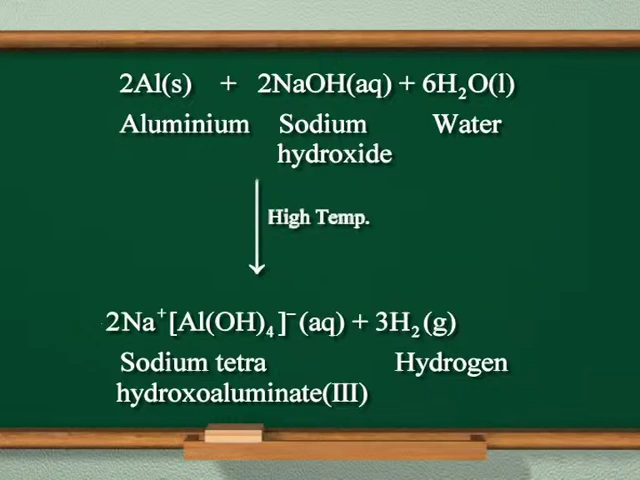 2Al(s) + 2NaOH(aq) + 6H₂O(l)
Aluminium Sodium Water
hydroxide
High Temp.
2Na⁺[Al(OH)₄]⁻(aq) + 3H₂(g)
Sodium tetra Hydrogen
hydroxoaluminate(III)